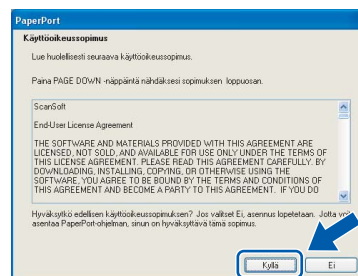 PaperPort
Käyttöoikeussopimus
Lue huolellisesti seuraava käyttöoikeussopimus.
Paina PAGE DOWN -näppäintä nähdäksesi sopimuksen loppuosan.
ScanSoft
End-User License Agreement
THE SOFTWARE AND MATERIALS PROVIDED WITH THIS AGREEMENT ARE
LICENSED, NOT SOLD, AND AVAILABLE FOR USE ONLY UNDER THE TERMS OF
THIS LICENSE AGREEMENT. PLEASE READ THIS AGREEMENT CAREFULLY. BY
DOWNLOADING, INSTALLING, COPYING, OR OTHERWISE USING THE
SOFTWARE, YOU AGREE TO BE BOUND BY THE TERMS AND CONDITIONS OF
THIS AGREEMENT AND BECOME A PARTY TO THIS AGREEMENT. IF YOU DO
Hyväksytkö edellisen käyttöoikeussopimuksen? Jos valitset Ei, asennus lopetetaan. Jotta
asentaa PaperPort-ohjelman, sinun on hyväksyttävä tämä sopimus.
Kyllä
Ei